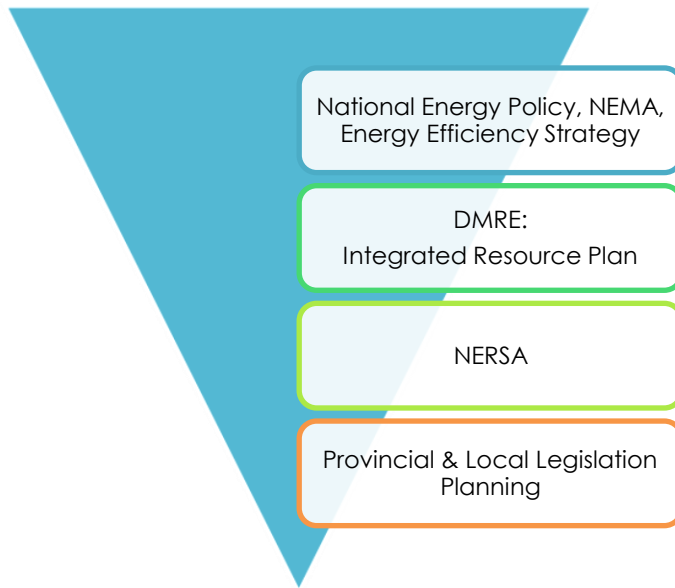 National Energy Policy, NEMA,
Energy Efficiency Strategy
DMRE:
Integrated Resource Plan
NERSA
Provincial & Local Legislation
Planning